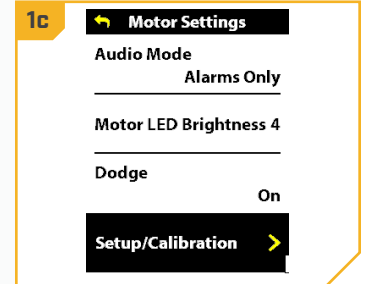 1c
Motor Settings
Audio Mode
Alarms Only
Motor LED Brightness 4
Dodge
On
Setup/Calibration